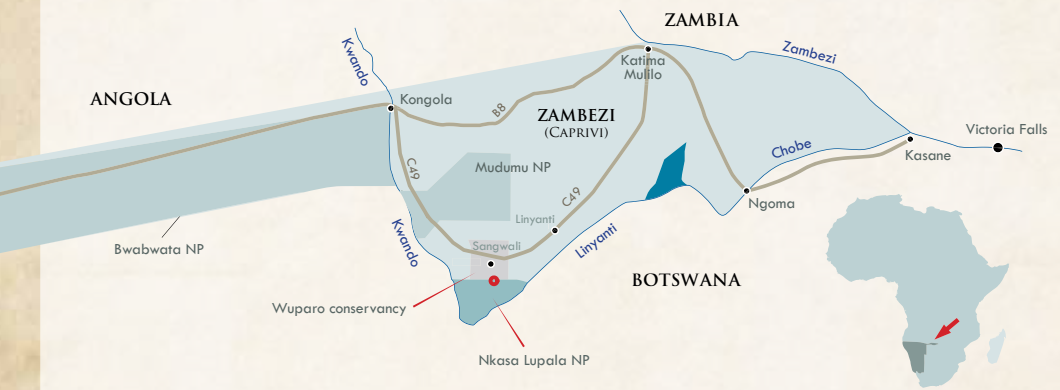 ZAMBIA
Kwando
Zambezi
Katima
Mulilo
ANGOLA
Kongola
B8
ZAMBEZI
(CAPRIVI)
Victoria Falls
Chobe
Kasane
C49
Mudumu NP
C49
Ngoma
Linyanti
Kwando
Linyanti
Bwabwata NP
Sangwali
BOTSWANA
Wuparo conservancy
Nkasa Lupala NP